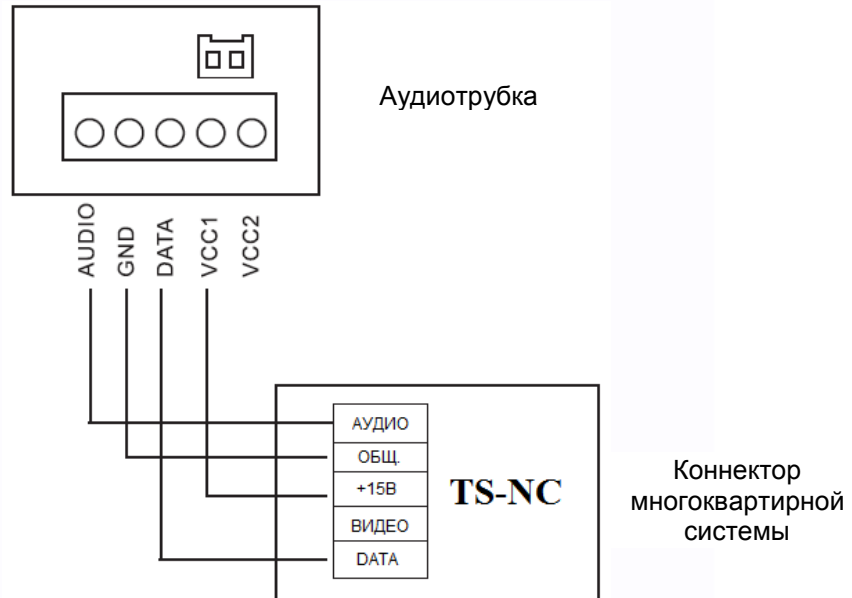 Аудиотрубка
AUDIO
GND
DATA
VCC1
VCC2
АУДИО
ОБЩ.
+15В
ВИДЕО
DATA
TS-NC
Коннектор
многоквартирной
системы